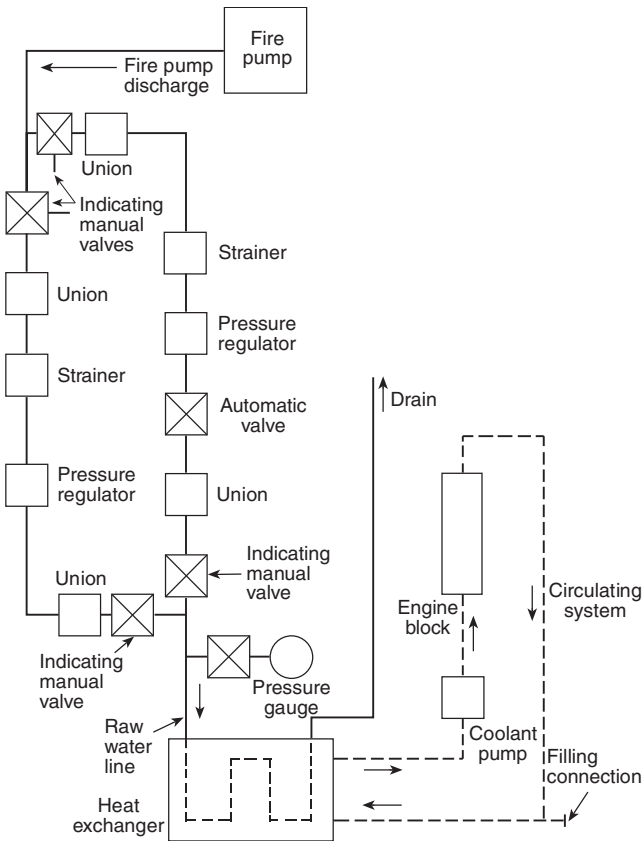 Fire
pump
Fire pump
discharge
Union
Indicating
manual
valves
Strainer
Union
Pressure
regulator
Strainer
Drain
Automatic
valve
Pressure
regulator
Union
Indicating
manual
valve
Union
Engine
block
Circulating
system
Indicating
manual
valve
Pressure
gauge
Raw
water
line
Coolant
pump
Filling
connection
Heat
exchanger